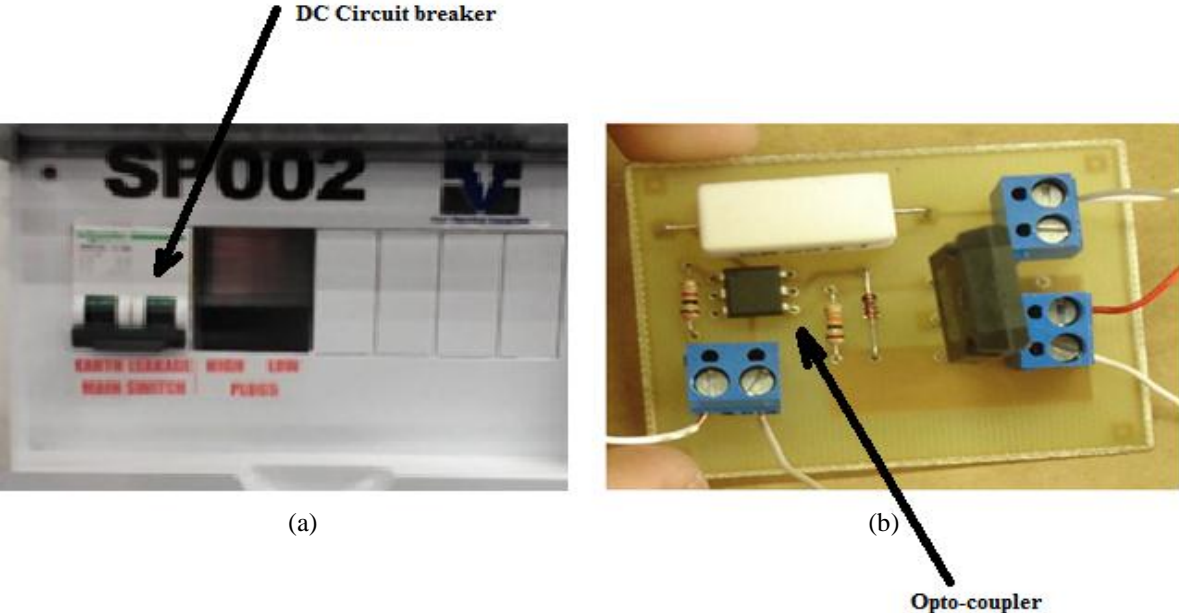 DC Circuit breaker
SP002
EARTH LEAKAGE HIGH LOW
MAIN SWITCH PLUGS
(a)
(b)
Opto-coupler